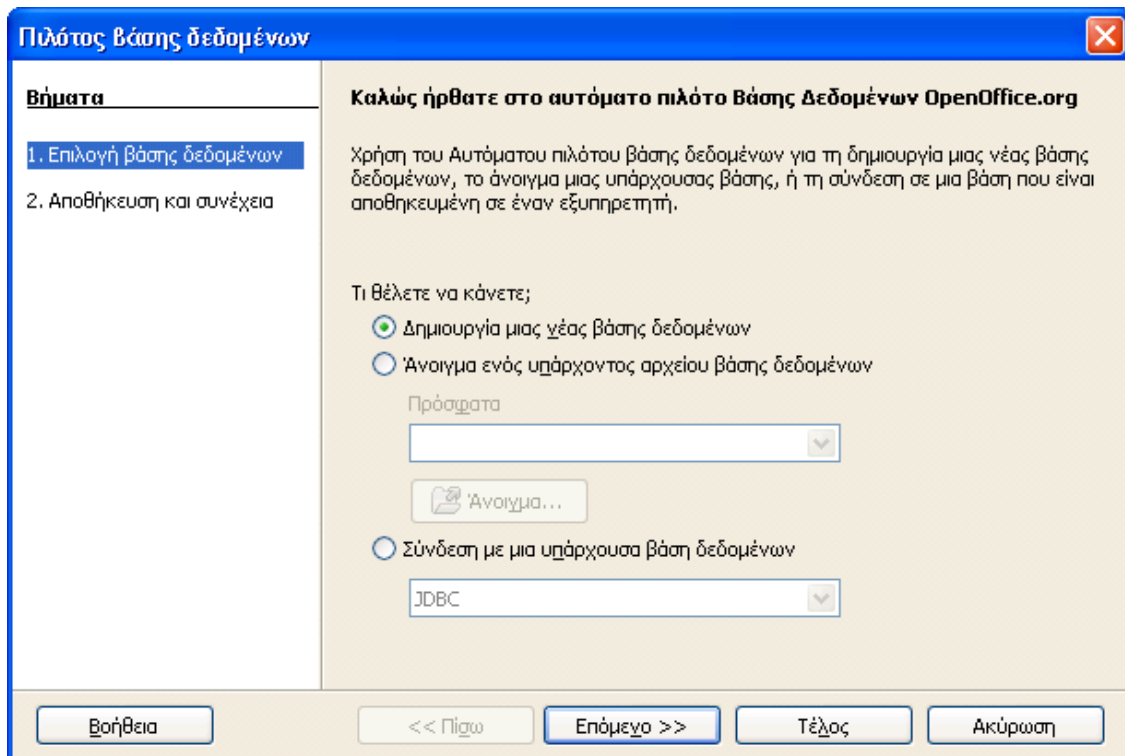 Πιλότος βάσης δεδομένων
Βήματα
1. Επιλογή βάσης δεδομένων
2. Αποθήκευση και συνέχεια
Καλώς ήρθατε στο αυτόματο πιλότο Βάσης Δεδομένων OpenOffice.org
Χρήση του Αυτόματου πιλότου βάσης δεδομένων για τη δημιουργία μιας νέας βάσης
δεδομένων, το άνοιγμα μιας υπάρχουσας βάσης, ή τη σύνδεση σε μια βάση που είναι
αποθηκευμένη σε έναν εξυπηρετητή.
Τι θέλετε να κάνετε;
Δημιουργία μιας νέας βάσης δεδομένων
Άνοιγμα ενός υπάρχοντος αρχείου βάσης δεδομένων
Πρόσφατα
Άνοιγμα...
Σύνδεση με μια υπάρχουσα βάση δεδομένων
JDBC
Βοήθεια
<< Πίσω
Επόμενο >>
Τέλος
Ακύρωση